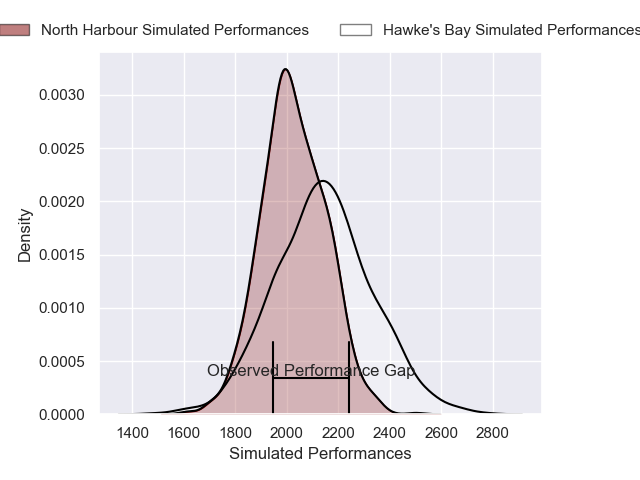 North Harbour Simulated Performances
Hawke's Bay Simulated Performances
0.0030
0.0025
0.0020
0.0015
0.0010
0.0005
0.0000
Density
Observed Performance Gap
1400 1600 1800 2000 2200 2400 2600 2800
Simulated Performances